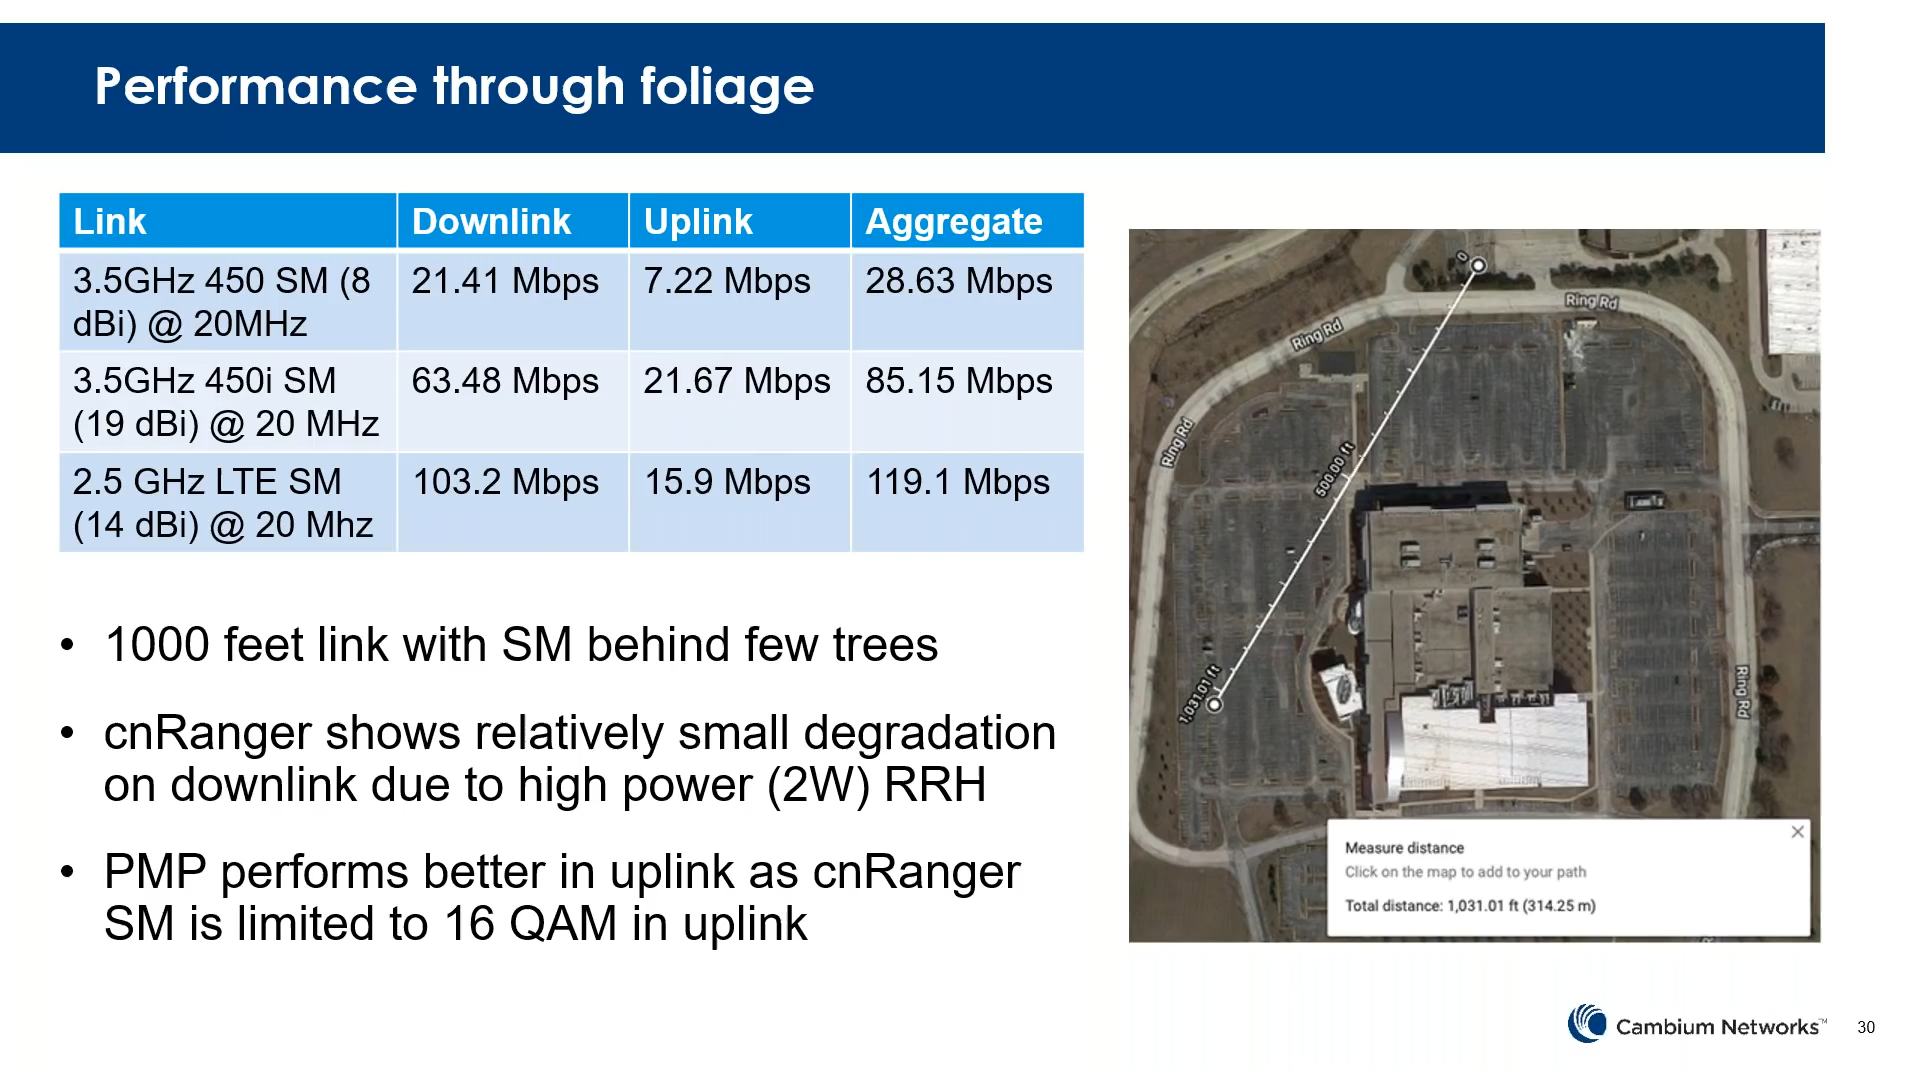 Performance through foliage
Link Downlink Uplink Aggregate
3.5GHz 450 SM (8 21.41 Mbps 7.22 Mbps 28.63 Mbps
dBi) @ 20MHz
3.5GHz 450i SM 63.48 Mbps 21.67 Mbps 85.15 Mbps
(19 dBi) @ 20 MHz
2.5 GHz LTE SM 103.2 Mbps 15.9 Mbps 119.1 Mbps
(14 dBi) @ 20 Mhz
• 1000 feet link with SM behind few trees
• cnRanger shows relatively small degradation
on downlink due to high power (2W) RRH
• PMP performs better in uplink as cnRanger
SM is limited to 16 QAM in uplink
0
Ring Rd
Ring Rd
Ring Rd
500.00 ft
1,031.01 ft
Ring Rd
Measure distance
Click on the map to add to your path
Total distance: 1,031.01 ft (314.25 m)
Cambium Networks™
30